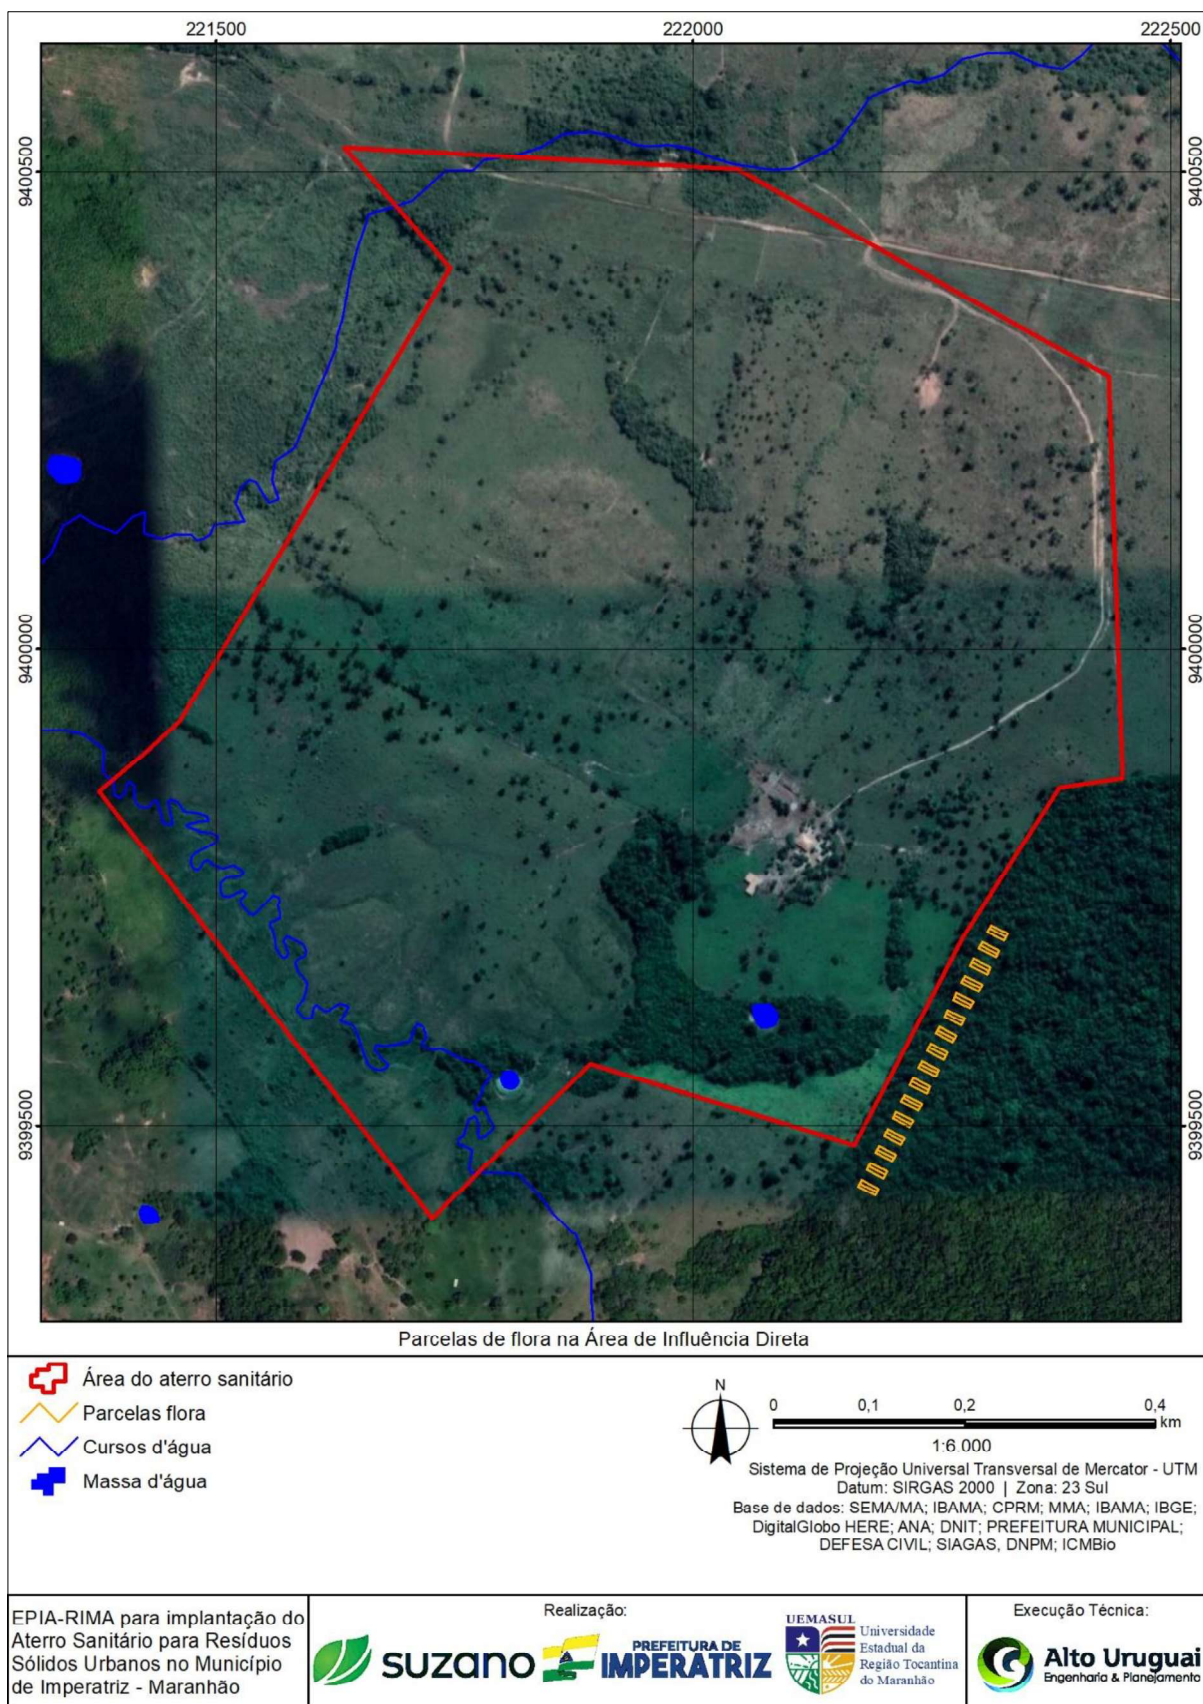 221500
222000
222500
9400500
9400500
9400000
9400000
9399500
9399500
Parcelas de flora na Área de Influência Direta
Área do aterro sanitário
Parcelas flora
Cursos d'água
Massa d'água
N
0 0,1 0,2 0,4
km
1:6.000
Sistema de Projeção Universal Transversal de Mercator - UTM
Datum: SIRGAS 2000 | Zona: 23 Sul
Base de dados: SEMA/MA; IBAMA; CPRM; MMA; IBAMA; IBGE;
DigitalGlobo HERE; ANA; DNIT; PREFEITURA MUNICIPAL;
DEFESA CIVIL; SIAGAS, DNPM; ICMBio
EPIA-RIMA para implantação do
Aterro Sanitário para Resíduos
Sólidos Urbanos no Município
de Imperatriz - Maranhão
Realização:
suzano
PREFEITURA DE
IMPERATRIZ
UEMASUL
Universidade
Estadual da
Região Tocantina
do Maranhão
Execução Técnica:
Alto Uruguai
Engenharia & Planejamento